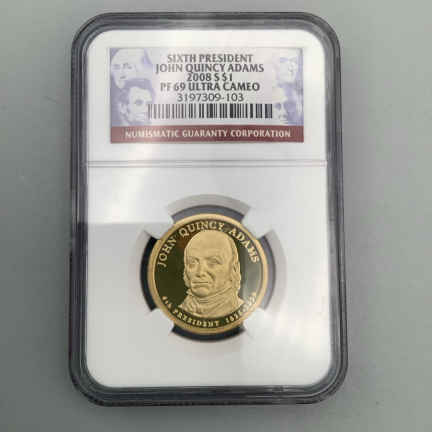 SIXTH PRESIDENT
JOHN QUINCY ADAMS
2008 S $1
PF 69 ULTRA CAMEO
3197309-103
NUMISMATIC GUARANTY CORPORATION
JOHN QUINCY ADAMS
6th PRESIDENT 1825-1829